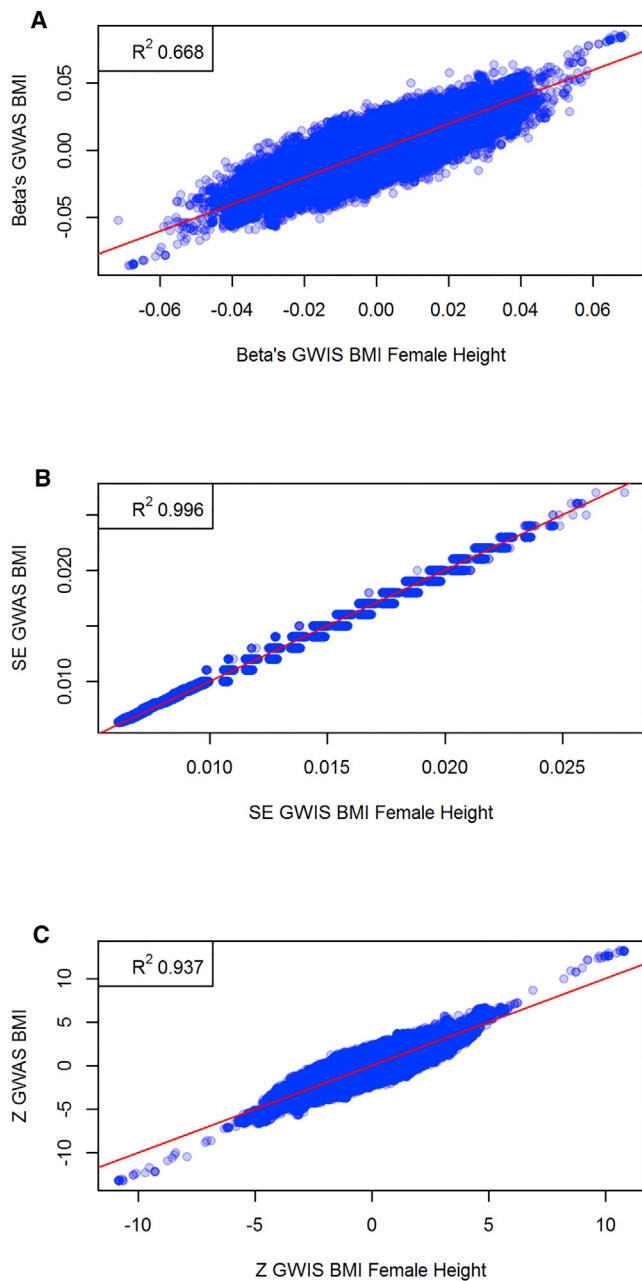 A
R² 0.668
Beta's GWAS BMI
0.05
0.00
-0.05
-0.06 -0.04 -0.02 0.00 0.02 0.04 0.06
Beta's GWIS BMI Female Height
B
R² 0.996
SE GWAS BMI
0.020
0.010
0.010 0.015 0.020 0.025
SE GWIS BMI Female Height
C
R² 0.937
Z GWAS BMI
10
5
0
-5
-10
-10 -5 0 5 10
Z GWIS BMI Female Height